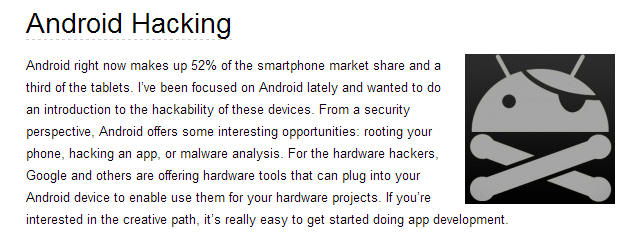 Android Hacking
Android right now makes up 52% of the smartphone market share and a
third of the tablets. I've been focused on Android lately and wanted to do
an introduction to the hackability of these devices. From a security
perspective, Android offers some interesting opportunities: rooting your
phone, hacking an app, or malware analysis. For the hardware hackers,
Google and others are offering hardware tools that can plug into your
Android device to enable use them for your hardware projects. If you're
interested in the creative path, it's really easy to get started doing app development.